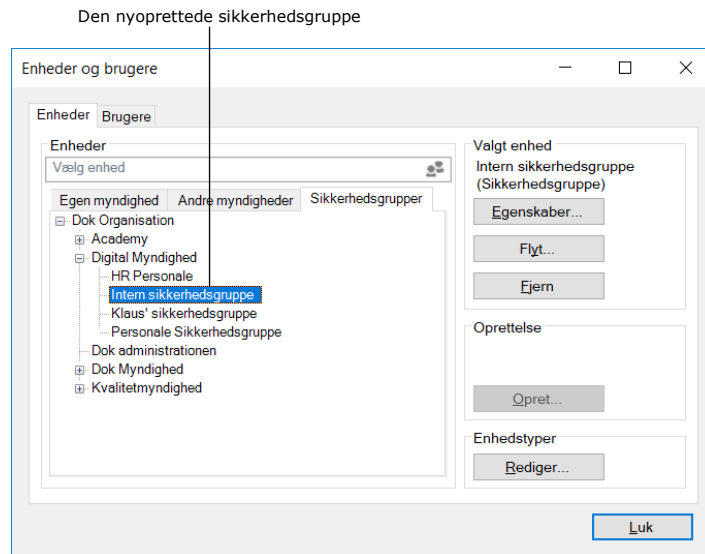 Den nyoprettede sikkerhedsgruppe
Enheder og brugere
Enheder Brugere
Enheder
Vælg enhed
Egen myndighed Andre myndigheder Sikkerhedsgrupper
Dok Organisation
Academy
Digital Myndighed
HR Personale
Intern sikkerhedsgruppe
Klaus' sikkerhedsgruppe
Personale Sikkerhedsgruppe
Dok administrationen
Dok Myndighed
Kvalitetmyndighed
Valgt enhed
Intern sikkerhedsgruppe
(Sikkerhedsgruppe)
Egenskaber...
Flyt...
Fjern
Oprettelse
Opret...
Enhedstyper
Rediger...
Luk